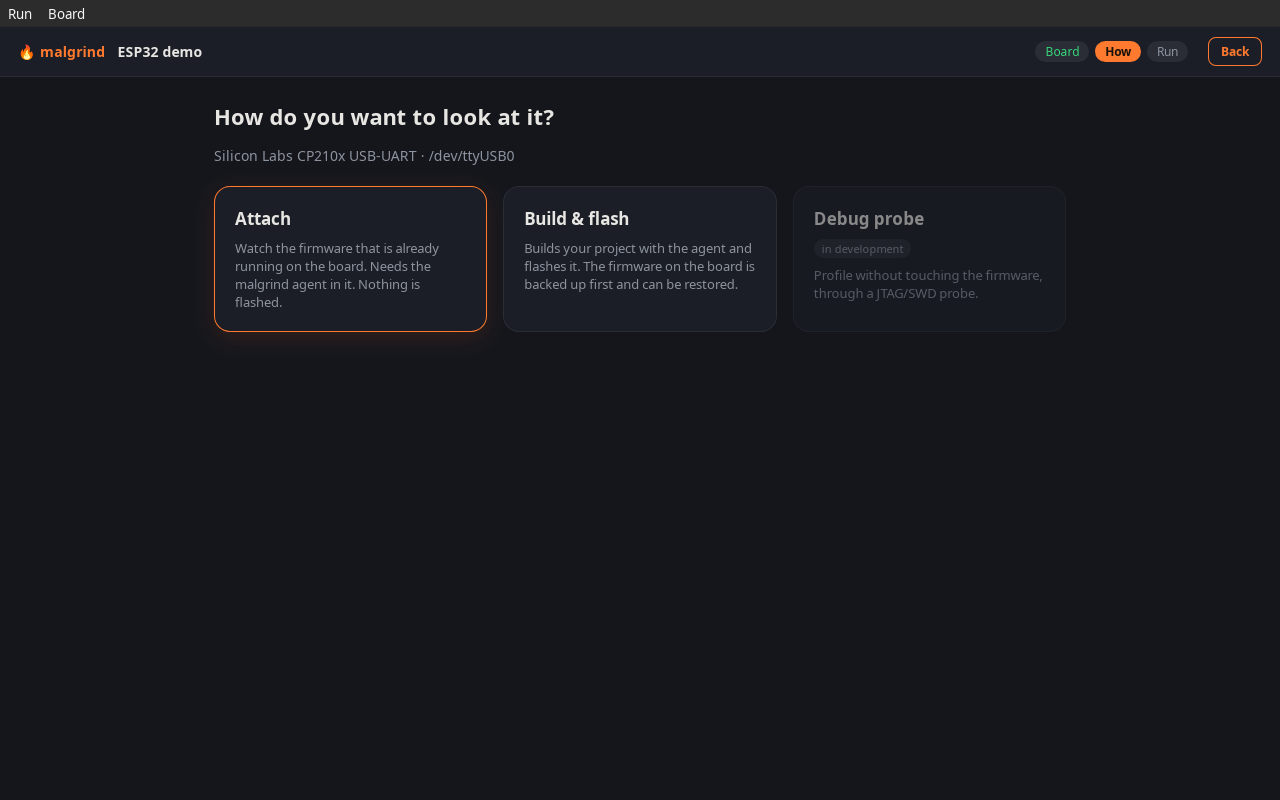 Run Board
malgrind ESP32 demo
Board How Run Back
How do you want to look at it?
Silicon Labs CP210x USB-UART · /dev/ttyUSB0
Attach
Watch the firmware that is already
running on the board. Needs the
malgrind agent in it. Nothing is
flashed.
Build & flash
Builds your project with the agent and
flashes it. The firmware on the board is
backed up first and can be restored.
Debug probe
in development
Profile without touching the firmware,
through a JTAG/SWD probe.